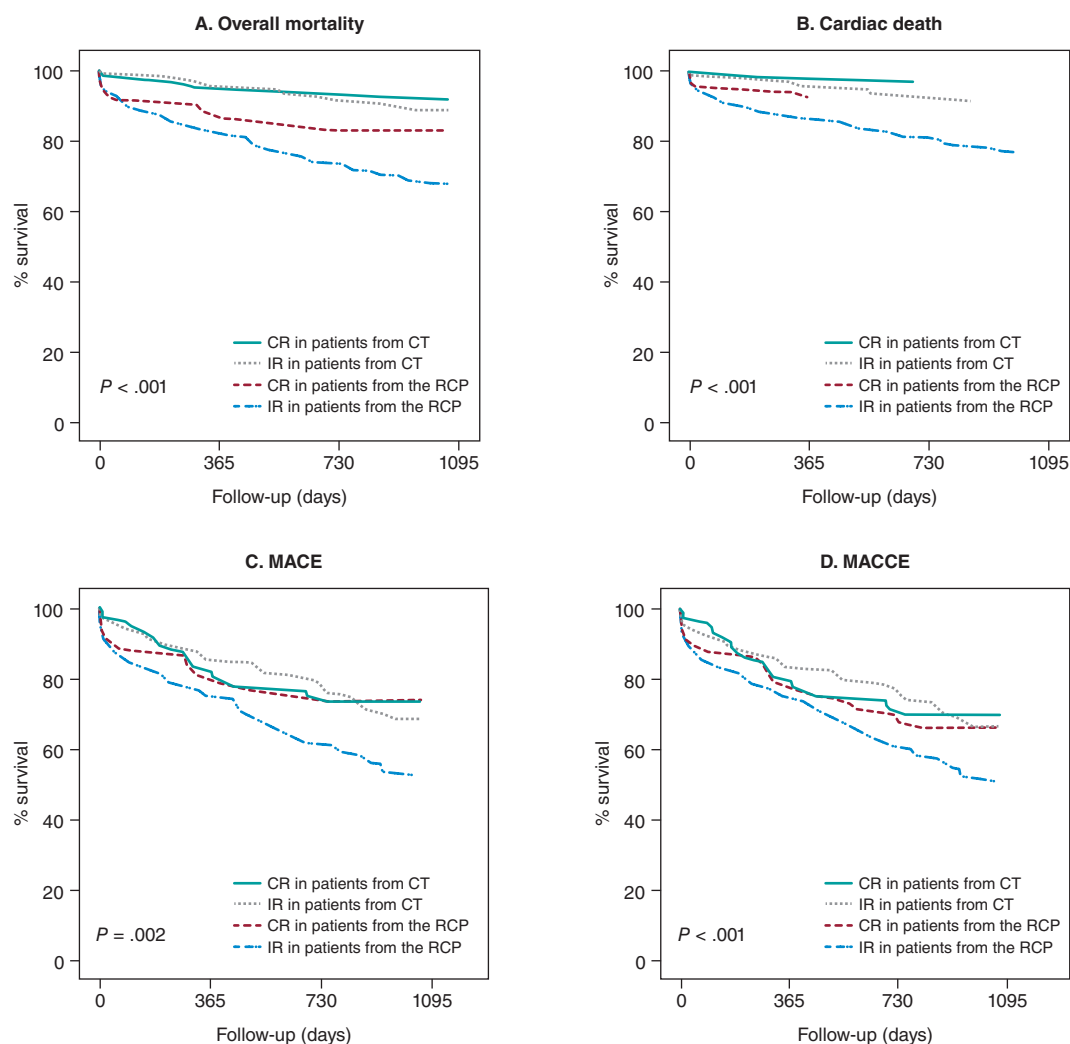 A. Overall mortality
100
80
60
40
20
0
% survival
CR in patients from CT
IR in patients from CT
CR in patients from the RCP
IR in patients from the RCP
P < .001
0 365 730 1095
Follow-up (days)
B. Cardiac death
100
80
60
40
20
0
% survival
CR in patients from CT
IR in patients from CT
CR in patients from the RCP
IR in patients from the RCP
P < .001
0 365 730 1095
Follow-up (days)
C. MACE
100
80
60
40
20
0
% survival
CR in patients from CT
IR in patients from CT
CR in patients from the RCP
IR in patients from the RCP
P = .002
0 365 730 1095
Follow-up (days)
D. MACCE
100
80
60
40
20
0
% survival
CR in patients from CT
IR in patients from CT
CR in patients from the RCP
IR in patients from the RCP
P < .001
0 365 730 1095
Follow-up (days)